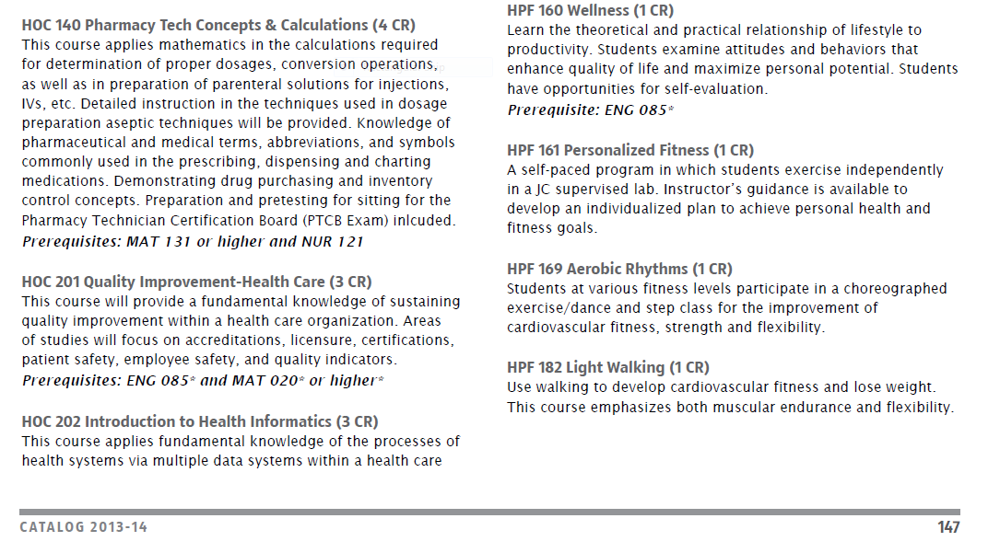 HOC 140 Pharmacy Tech Concepts & Calculations (4 CR)
This course applies mathematics in the calculations required
for determination of proper dosages, conversion operations,
as well as in preparation of parenteral solutions for injections,
IVs, etc. Detailed instruction in the techniques used in dosage
preparation aseptic techniques will be provided. Knowledge of
pharmaceutical and medical terms, abbreviations, and symbols
commonly used in the prescribing, dispensing and charting
medications. Demonstrating drug purchasing and inventory
control concepts. Preparation and pretesting for sitting for the
Pharmacy Technician Certification Board (PTCB Exam) inlcuded.
Prerequisites: MAT 131 or higher and NUR 121
HOC 201 Quality Improvement-Health Care (3 CR)
This course will provide a fundamental knowledge of sustaining
quality improvement within a health care organization. Areas
of studies will focus on accreditations, licensure, certifications,
patient safety, employee safety, and quality indicators.
Prerequisites: ENG 085* and MAT 020* or higher*
HOC 202 Introduction to Health Informatics (3 CR)
This course applies fundamental knowledge of the processes of
health systems via multiple data systems within a health care
HPF 160 Wellness (1 CR)
Learn the theoretical and practical relationship of lifestyle to
productivity. Students examine attitudes and behaviors that
enhance quality of life and maximize personal potential. Students
have opportunities for self-evaluation.
Prerequisite: ENG 085*
HPF 161 Personalized Fitness (1 CR)
A self-paced program in which students exercise independently
in a JC supervised lab. Instructor's guidance is available to
develop an individualized plan to achieve personal health and
fitness goals.
HPF 169 Aerobic Rhythms (1 CR)
Students at various fitness levels participate in a choreographed
exercise/dance and step class for the improvement of
cardiovascular fitness, strength and flexibility.
HPF 182 Light Walking (1 CR)
Use walking to develop cardiovascular fitness and lose weight.
This course emphasizes both muscular endurance and flexibility.
CATALOG 2013-14
147